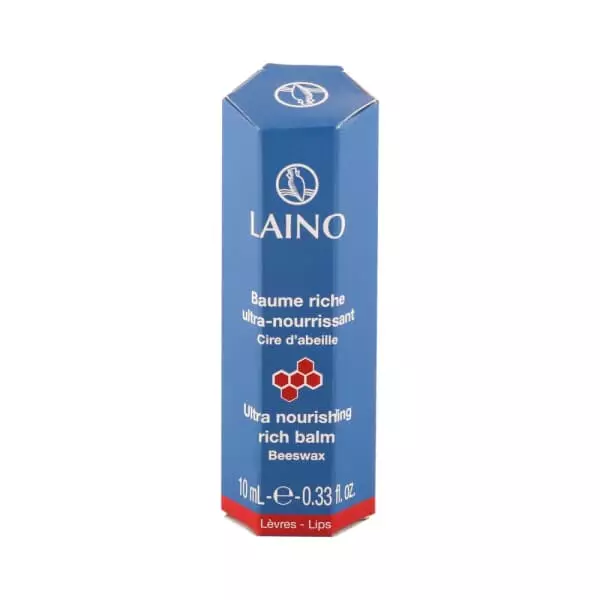 LAINO
Baume riche
ultra-nourrissant
Cire d'abeille
Ultra nourishing
rich balm
Beeswax
10 mL-℮-0.33 fl. oz.
Lèvres - Lips